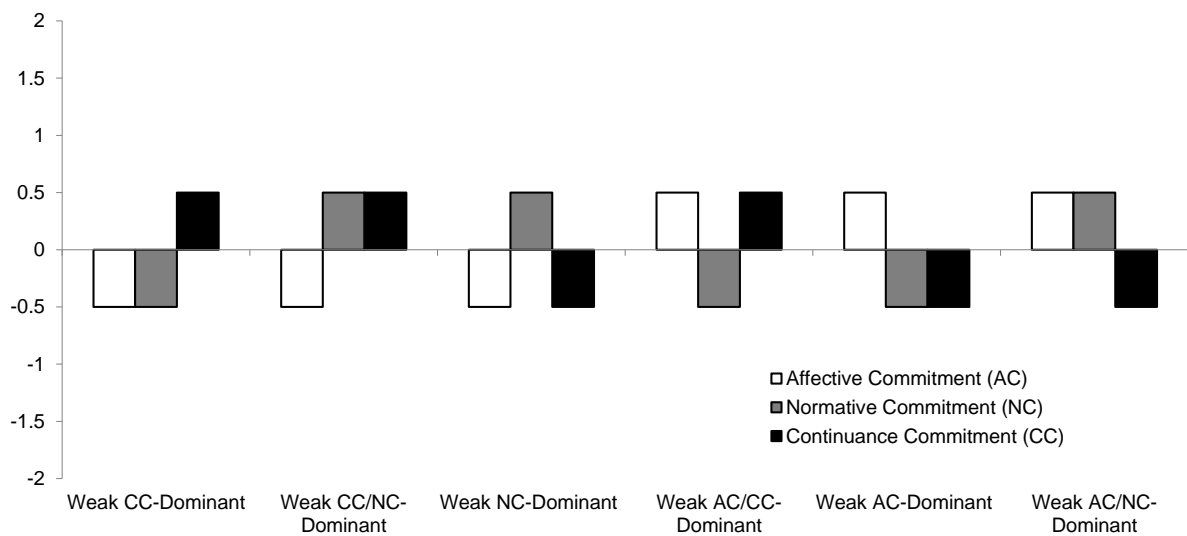 2
1.5
1
0.5
0
-0.5
-1
-1.5
-2
Affective Commitment (AC)
Normative Commitment (NC)
Continuance Commitment (CC)
Weak CC-Dominant
Weak CC/NC-
Dominant
Weak NC-Dominant
Weak AC/CC-
Dominant
Weak AC-Dominant
Weak AC/NC-
Dominant